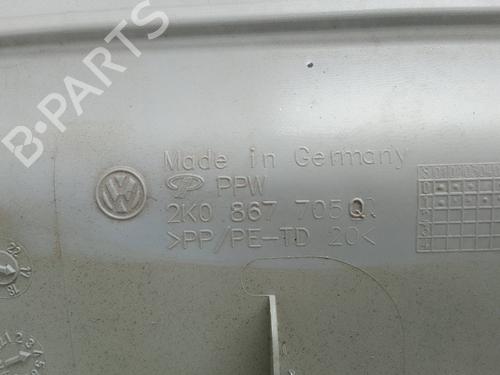 B-PARTS
Made in Germany
PPW
2K0 867 705
>PP/PE-TD 20<